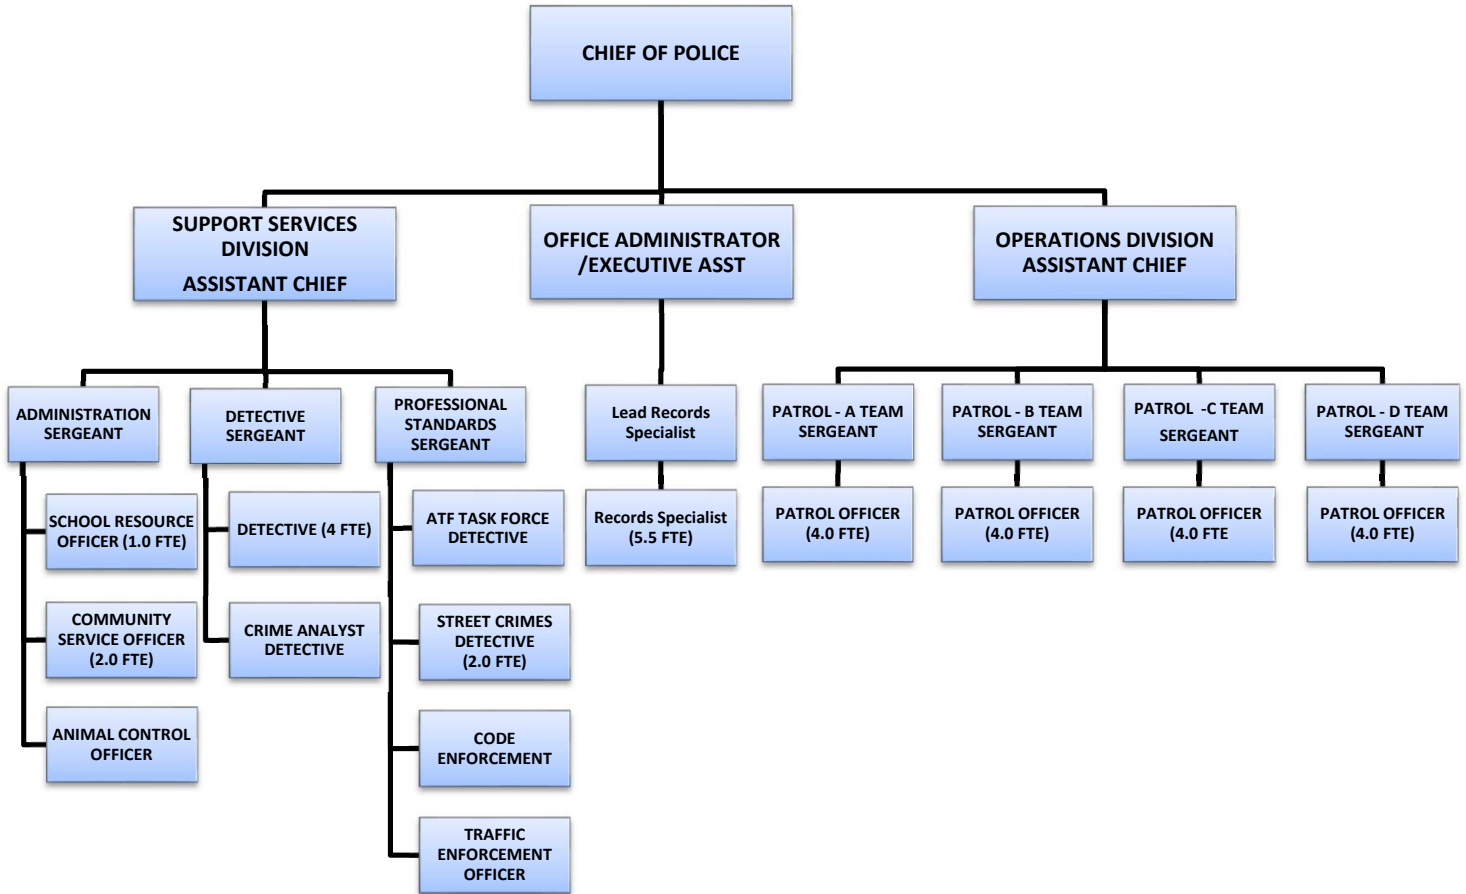 CHIEF OF POLICE
SUPPORT SERVICES
DIVISION
ASSISTANT CHIEF
OFFICE ADMINISTRATOR
/EXECUTIVE ASST
OPERATIONS DIVISION
ASSISTANT CHIEF
ADMINISTRATION
SERGEANT
DETECTIVE
SERGEANT
PROFESSIONAL
STANDARDS
SERGEANT
Lead Records
Specialist
PATROL - A TEAM
SERGEANT
PATROL - B TEAM
SERGEANT
PATROL -C TEAM
SERGEANT
PATROL - D TEAM
SERGEANT
SCHOOL RESOURCE
OFFICER (1.0 FTE)
DETECTIVE (4 FTE)
ATF TASK FORCE
DETECTIVE
Records Specialist
(5.5 FTE)
PATROL OFFICER
(4.0 FTE)
PATROL OFFICER
(4.0 FTE)
PATROL OFFICER
(4.0 FTE
PATROL OFFICER
(4.0 FTE)
COMMUNITY
SERVICE OFFICER
(2.0 FTE)
CRIME ANALYST
DETECTIVE
STREET CRIMES
DETECTIVE
(2.0 FTE)
ANIMAL CONTROL
OFFICER
CODE
ENFORCEMENT
TRAFFIC
ENFORCEMENT
OFFICER